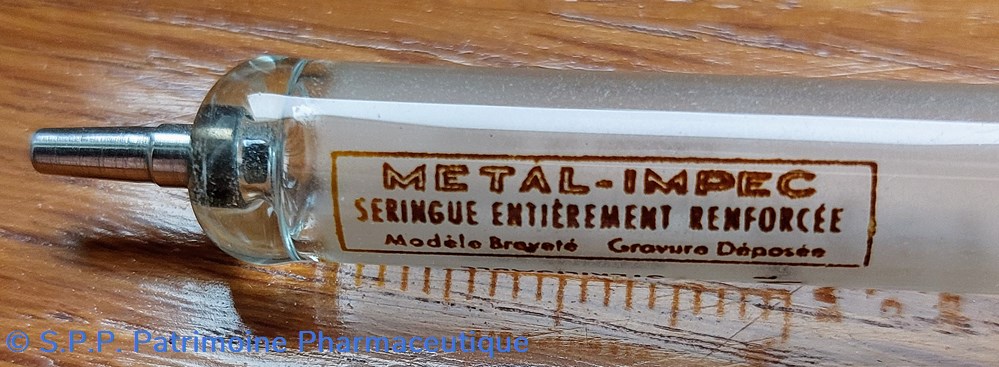 METAL-IMPEC
SERINGUE ENTIÈREMENT RENFORCÉE
Modèle Breveté Gravure Déposée
© S.P.P. Patrimoine Pharmaceutique